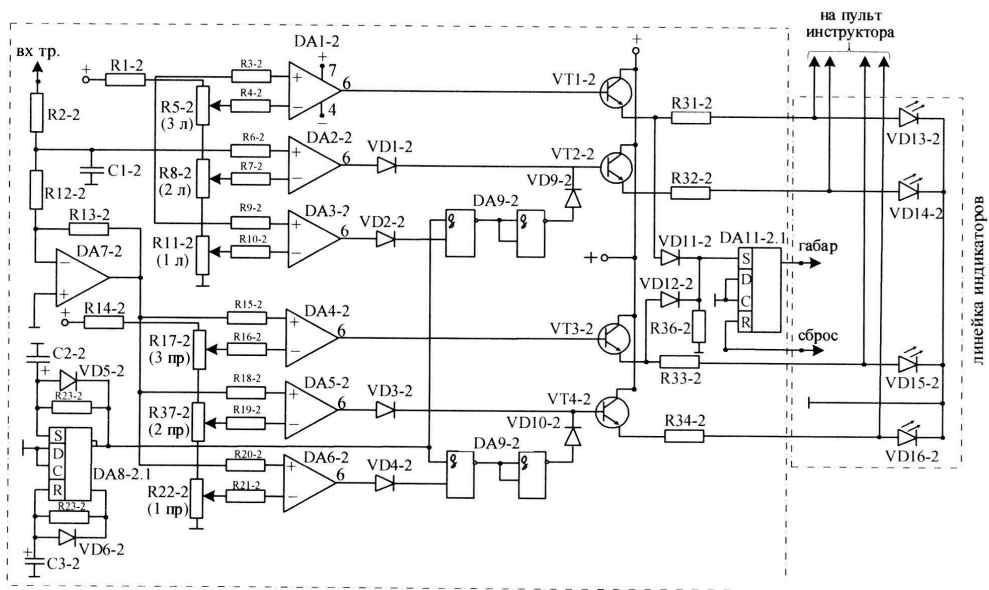 на пульт
инструктора
вх тр.
R1-2
R2-2
R3-2
R4-2
R5-2
(3 л)
DA1-2
+
7
6
4
−
VT1-2
R31-2
VD13-2
R6-2
R7-2
R8-2
(2 л)
C1-2
DA2-2
6
VD1-2
VT2-2
VD9-2
R32-2
VD14-2
R12-2
R13-2
R9-2
R10-2
R11-2
(1 л)
DA3-2
6
VD2-2
DA9-2
&
&
VD11-2
DA11-2.1
S
D
C
R
габар
сброс
VD12-2
R36-2
DA7-2
R14-2
R15-2
R16-2
R17-2
(3 пр)
DA4-2
6
VT3-2
R33-2
VD15-2
C2-2
VD5-2
R23-2
R18-2
R19-2
R37-2
(2 пр)
DA5-2
6
VD3-2
VT4-2
VD10-2
R34-2
VD16-2
S
D
C
R
DA8-2.1
R23-2
VD6-2
C3-2
R20-2
R21-2
R22-2
(1 пр)
DA6-2
6
VD4-2
DA9-2
&
&
линейка индикаторов